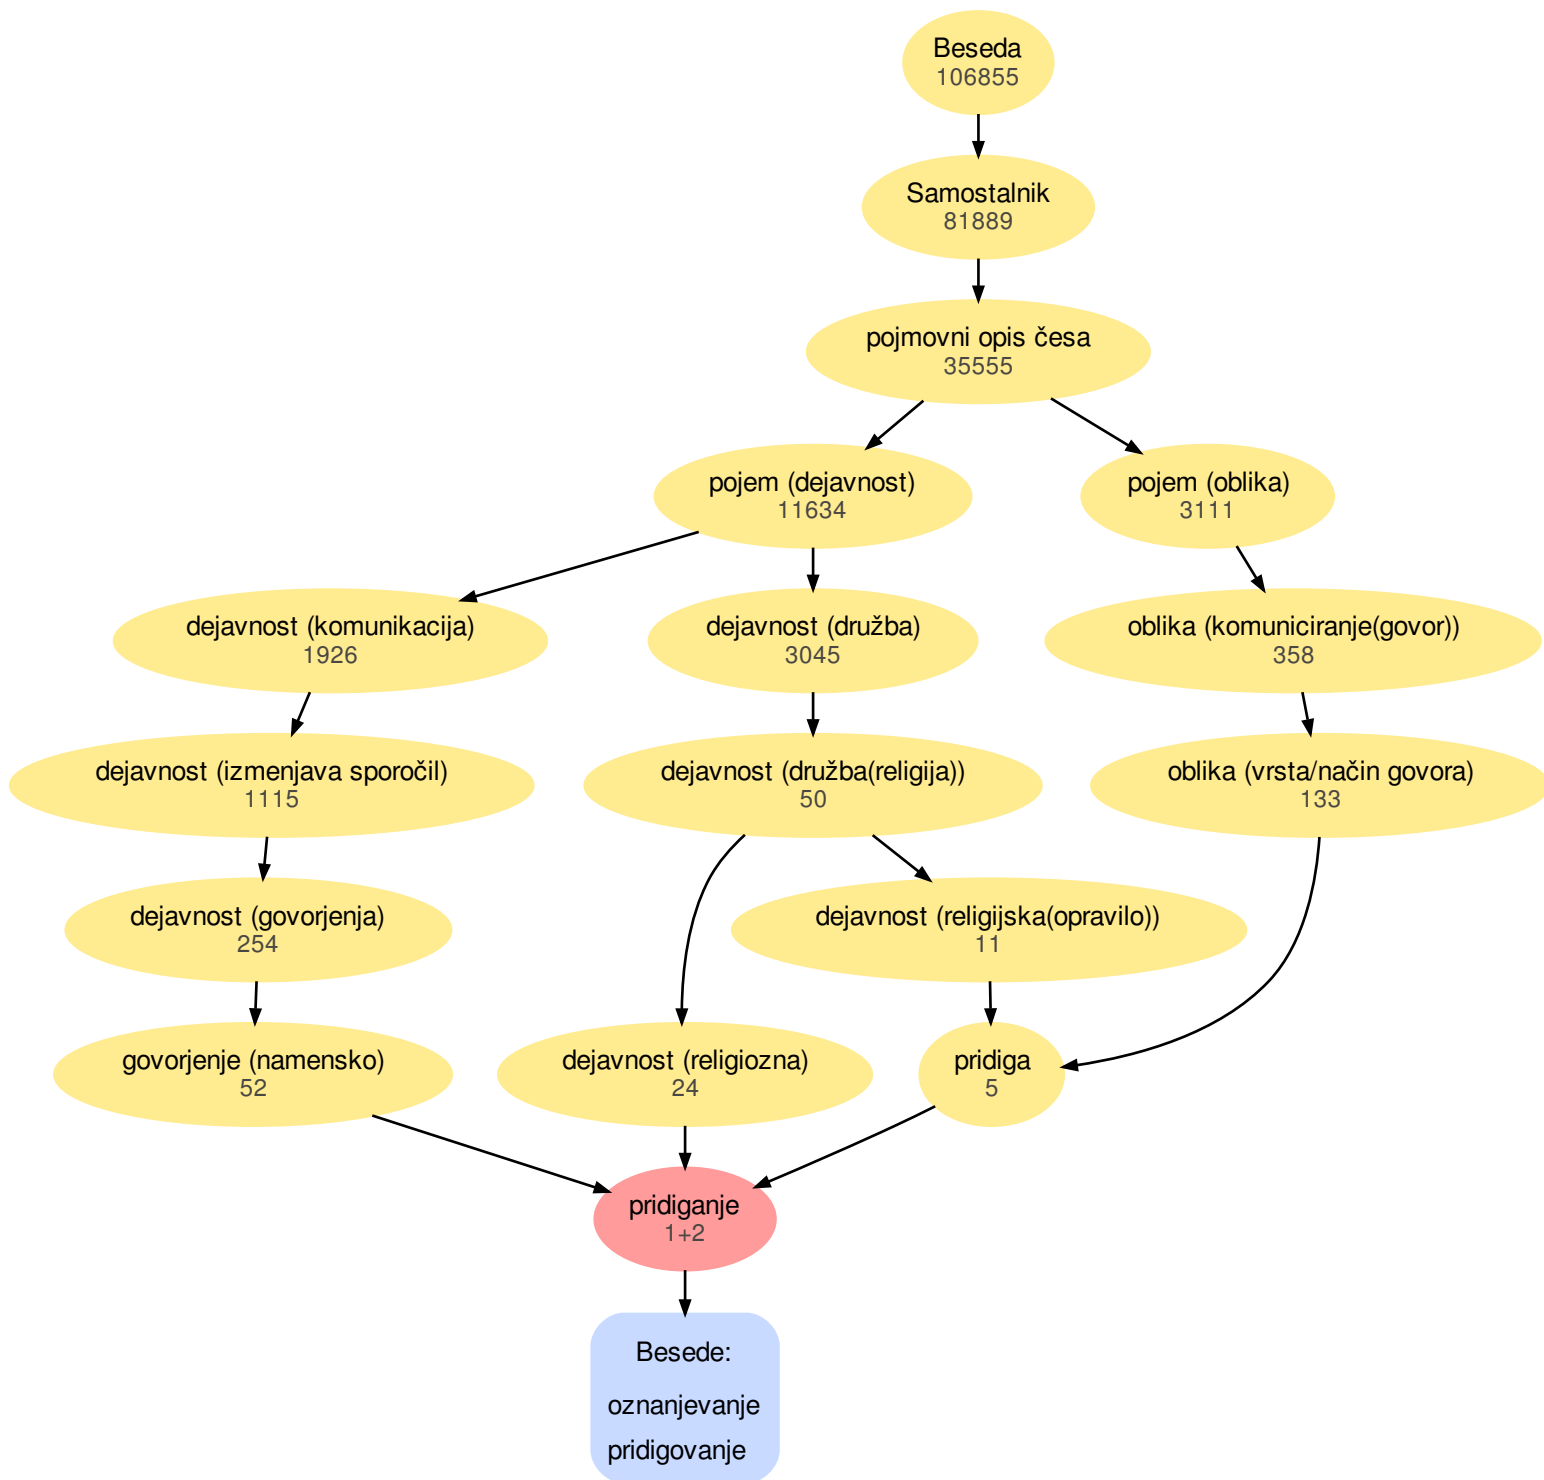 Beseda
106855
Samostalnik
81889
pojmovni opis česa
35555
pojem (dejavnost)
11634
pojem (oblika)
3111
dejavnost (komunikacija)
1926
dejavnost (družba)
3045
oblika (komuniciranje(govor))
358
dejavnost (izmenjava sporočil)
1115
dejavnost (družba(religija))
50
oblika (vrsta/način govora)
133
dejavnost (govorjenja)
254
dejavnost (religijska(opravilo))
11
govorjenje (namensko)
52
dejavnost (religiozna)
24
pridiga
5
pridiganje
1+2
Besede:
oznanjevanje
pridigovanje